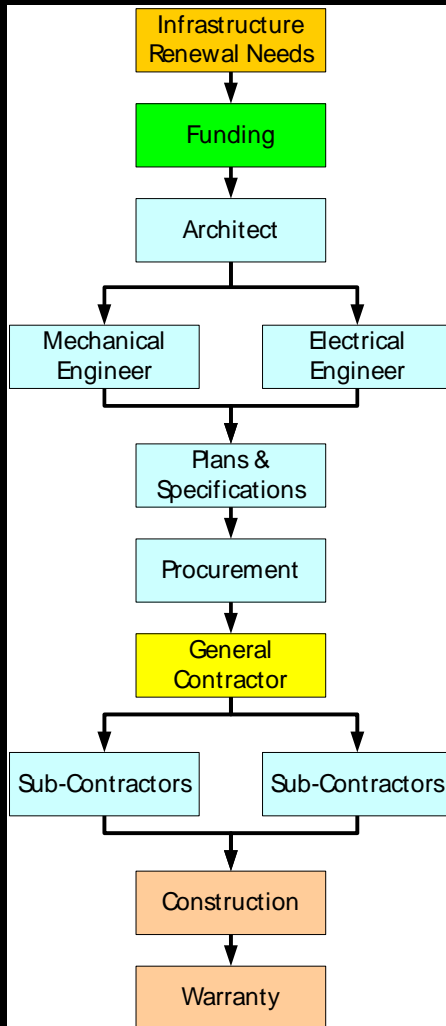 Infrastructure
Renewal Needs
Funding
Architect
Mechanical
Engineer
Electrical
Engineer
Plans &
Specifications
Procurement
General
Contractor
Sub-Contractors
Sub-Contractors
Construction
Warranty